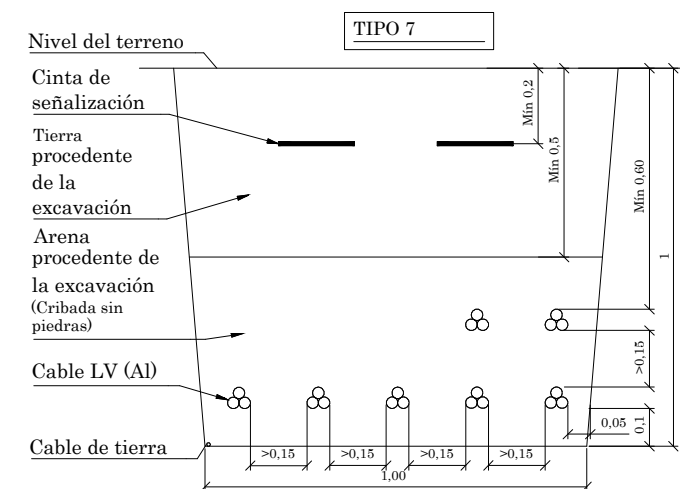 TIPO 7
Nivel del terreno
Cinta de
señalización
Tierra
procedente
de la
excavación
Arena
procedente de
la excavación
(Cribada sin
piedras)
Cable LV (Al)
Cable de tierra
Mín 0,2
Mín 0,5
Mín 0,60
1
>0,15
0,05
0,1
>0,15
>0,15
>0,15
>0,15
1,00